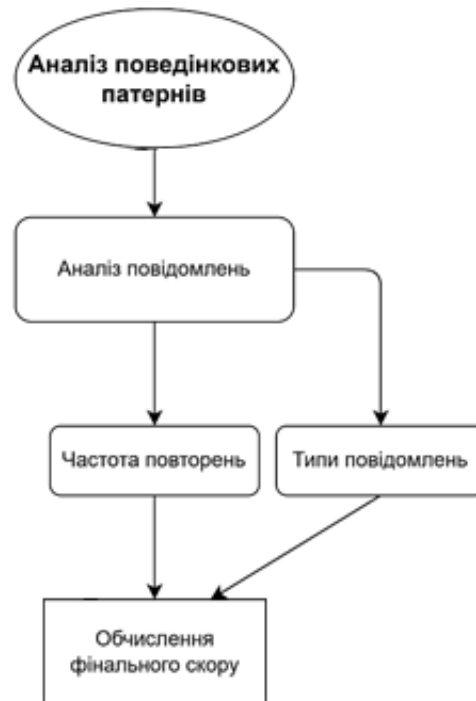 Аналіз поведінкових
патернів
Аналіз повідомлень
Частота повторень
Типи повідомлень
Обчислення
фінального скору